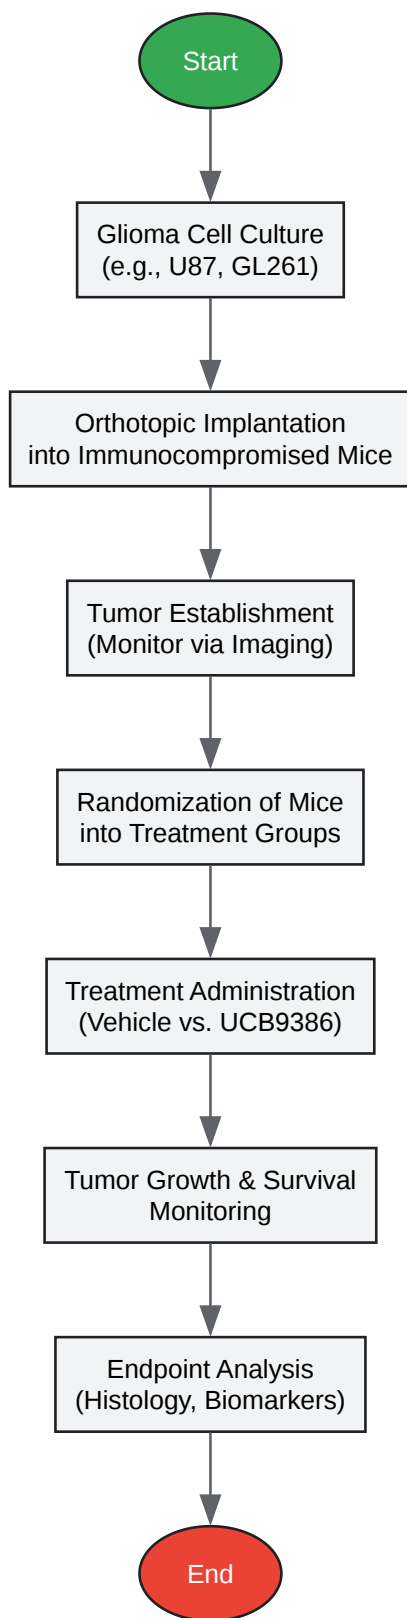 Start
Glioma Cell Culture
(e.g., U87, GL261)
Orthotopic Implantation
into Immunocompromised Mice
Tumor Establishment
(Monitor via Imaging)
Randomization of Mice
into Treatment Groups
Treatment Administration
(Vehicle vs. UCB9386)
Tumor Growth & Survival
Monitoring
Endpoint Analysis
(Histology, Biomarkers)
End